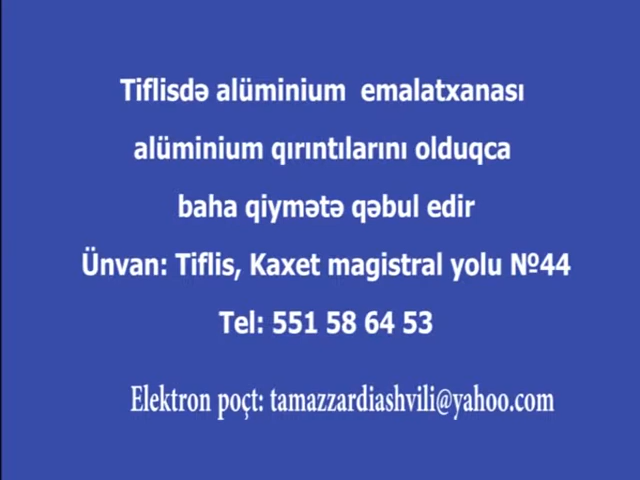 Tiflisdə alüminium emalatxanası
alüminium qırıntılarını olduqca
baha qiymətə qəbul edir
Ünvan: Tiflis, Kaxet magistral yolu №44
Tel: 551 58 64 53
Elektron poçt: tamazzardiashvili@yahoo.com